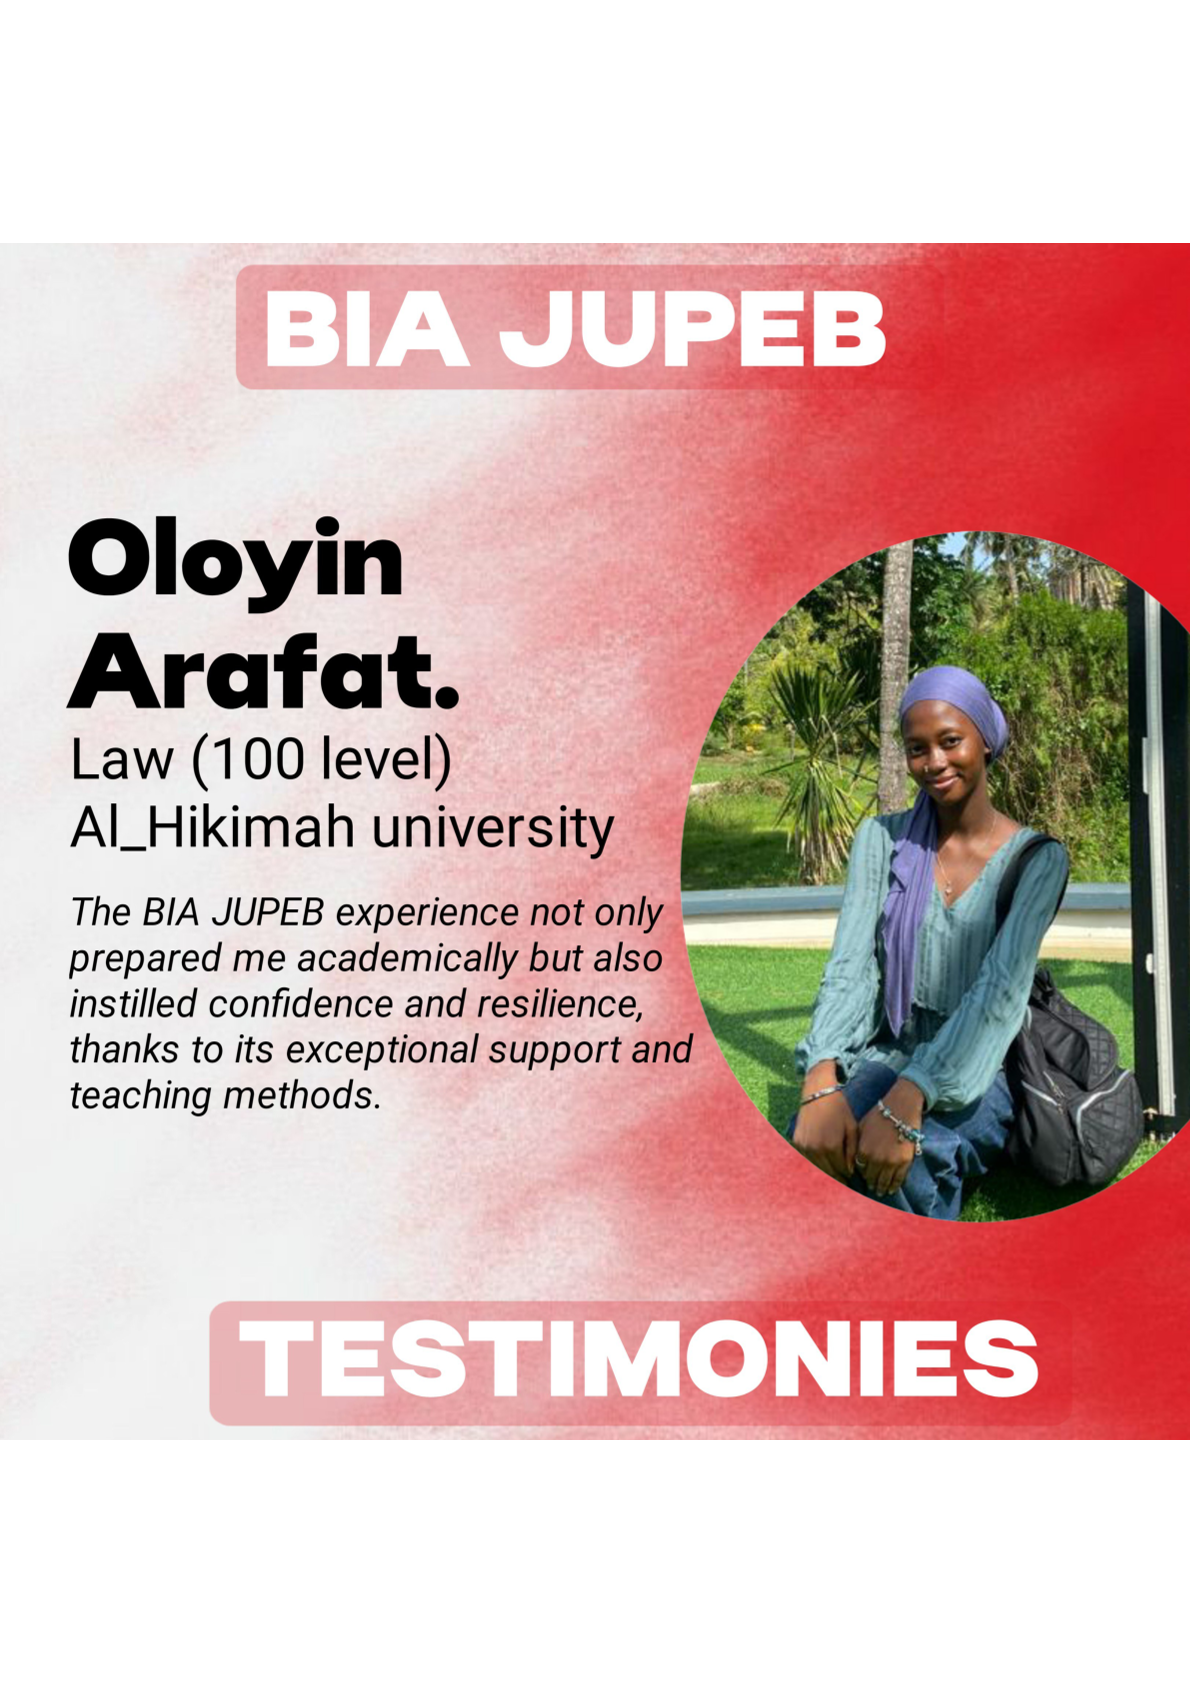 BIA JUPEB
Oloyin
Arafat.
Law (100 level)
Al_Hikimah university
The BIA JUPEB experience not only
prepared me academically but also
instilled confidence and resilience,
thanks to its exceptional support and
teaching methods.
TESTIMONIES